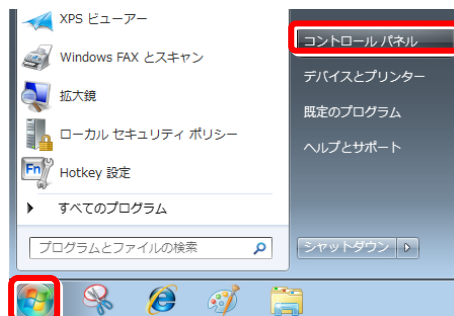 XPS ビューアー
Windows FAX とスキャン
拡大鏡
ローカル セキュリティ ポリシー
Fn
Hotkey 設定
すべてのプログラム
プログラムとファイルの検索
コントロール パネル
デバイスとプリンター
既定のプログラム
ヘルプとサポート
シャットダウン